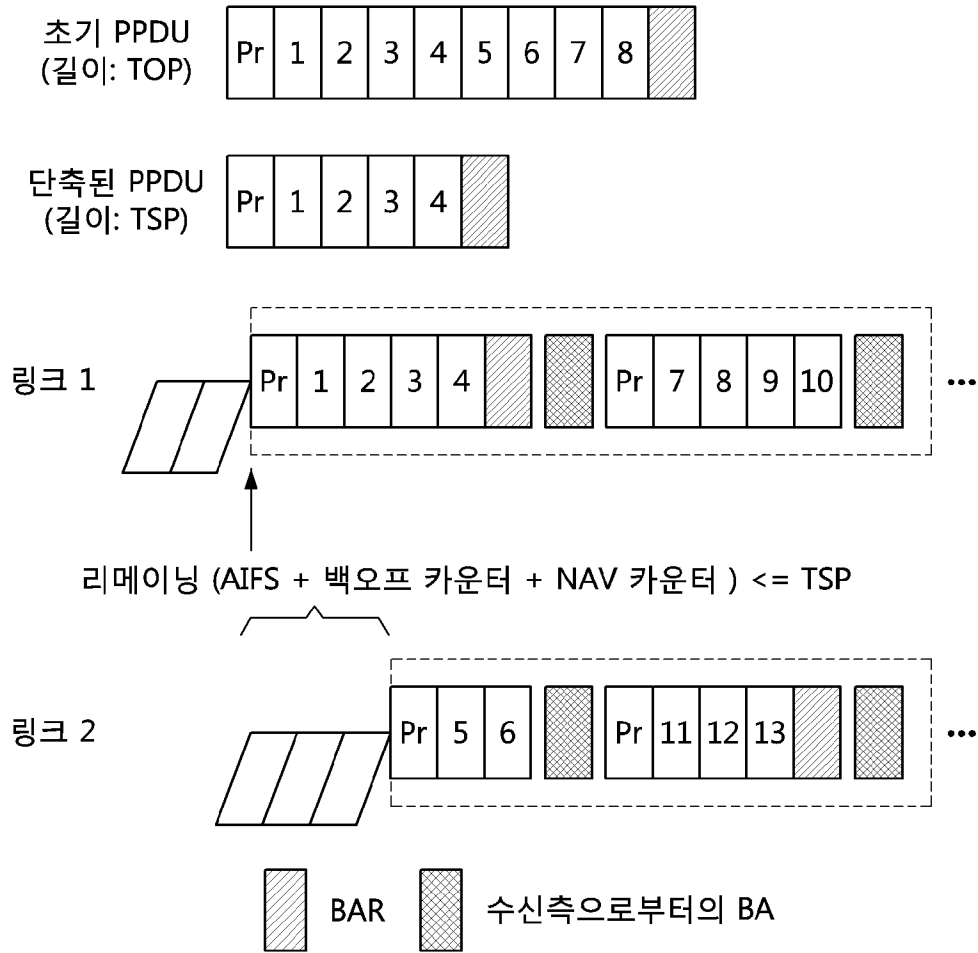 초기 PPDU
(길이: TOP)
Pr 1 2 3 4 5 6 7 8
단축된 PPDU
(길이: TSP)
Pr 1 2 3 4
링크 1
Pr 1 2 3 4 Pr 7 8 9 10 ...
리메이닝 (AIFS + 백오프 카운터 + NAV 카운터 ) <= TSP
링크 2
Pr 5 6 Pr 11 12 13 ...
BAR 수신측으로부터의 BA